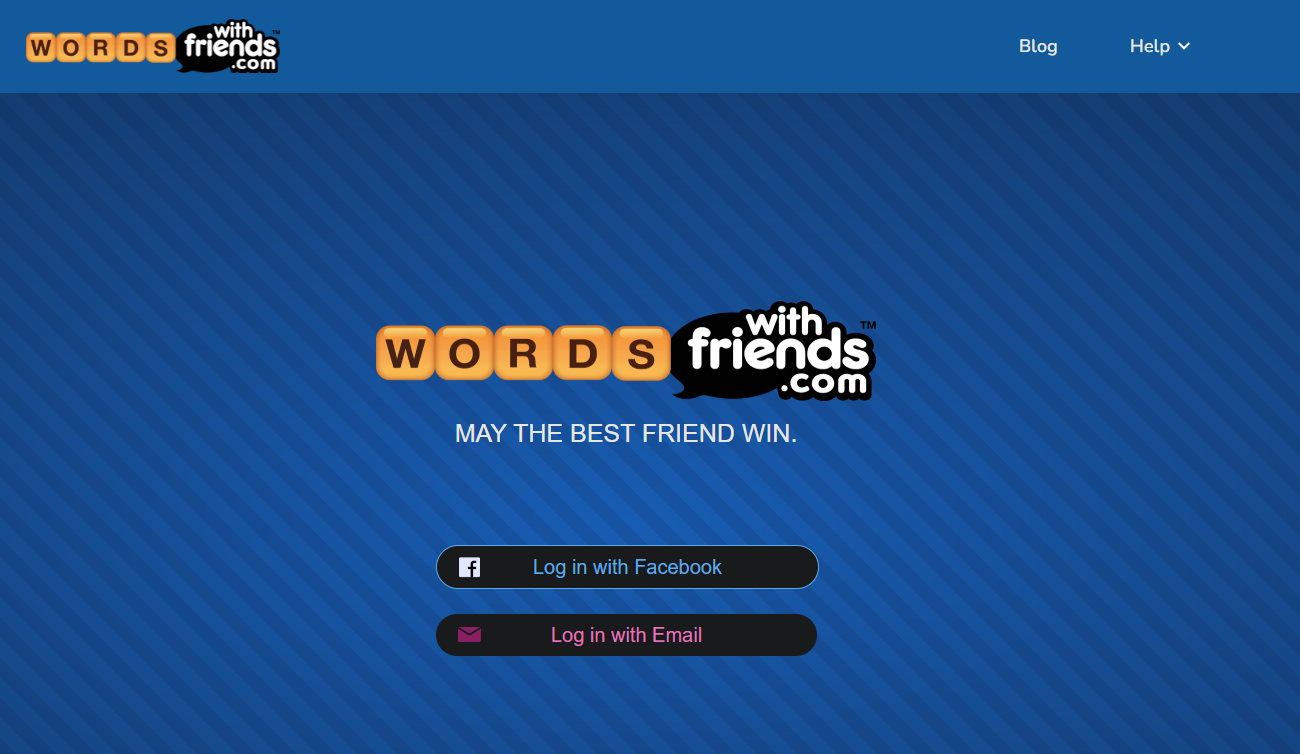 WORDS with friends .com ™
Blog
Help
WORDS with friends .com ™
MAY THE BEST FRIEND WIN.
Log in with Facebook
Log in with Email